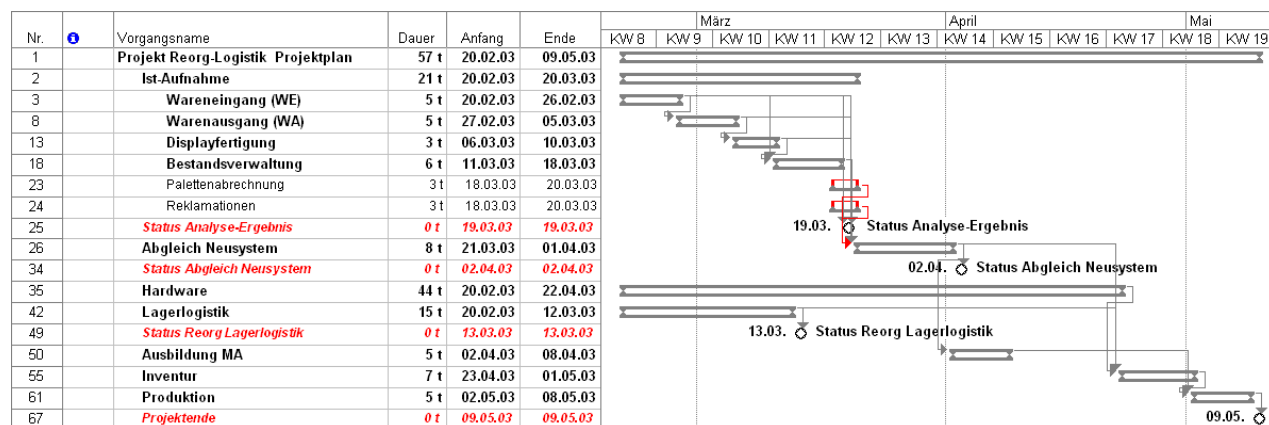 März April Mai
Nr. Vorgangsname Dauer Anfang Ende KW 8 KW 9 KW 10 KW 11 KW 12 KW 13 KW 14 KW 15 KW 16 KW 17 KW 18 KW 19
1 Projekt Reorg-Logistik Projektplan 57 t 20.02.03 09.05.03
2 Ist-Aufnahme 21 t 20.02.03 20.03.03
3 Wareneingang (WE) 5 t 20.02.03 26.02.03
8 Warenausgang (WA) 5 t 27.02.03 05.03.03
13 Displayfertigung 3 t 06.03.03 10.03.03
18 Bestandsverwaltung 6 t 11.03.03 18.03.03
23 Palettenabrechnung 3 t 18.03.03 20.03.03
24 Reklamationen 3 t 18.03.03 20.03.03
25 Status Analyse-Ergebnis 0 t 19.03.03 19.03.03 19.03. Status Analyse-Ergebnis
26 Abgleich Neusystem 8 t 21.03.03 01.04.03
34 Status Abgleich Neusystem 0 t 02.04.03 02.04.03 02.04. Status Abgleich Neusystem
35 Hardware 44 t 20.02.03 22.04.03
42 Lagerlogistik 15 t 20.02.03 12.03.03
49 Status Reorg Lagerlogistik 0 t 13.03.03 13.03.03 13.03. Status Reorg Lagerlogistik
50 Ausbildung MA 5 t 02.04.03 08.04.03
55 Inventur 7 t 23.04.03 01.05.03
61 Produktion 5 t 02.05.03 08.05.03
67 Projektende 0 t 09.05.03 09.05.03 09.05.